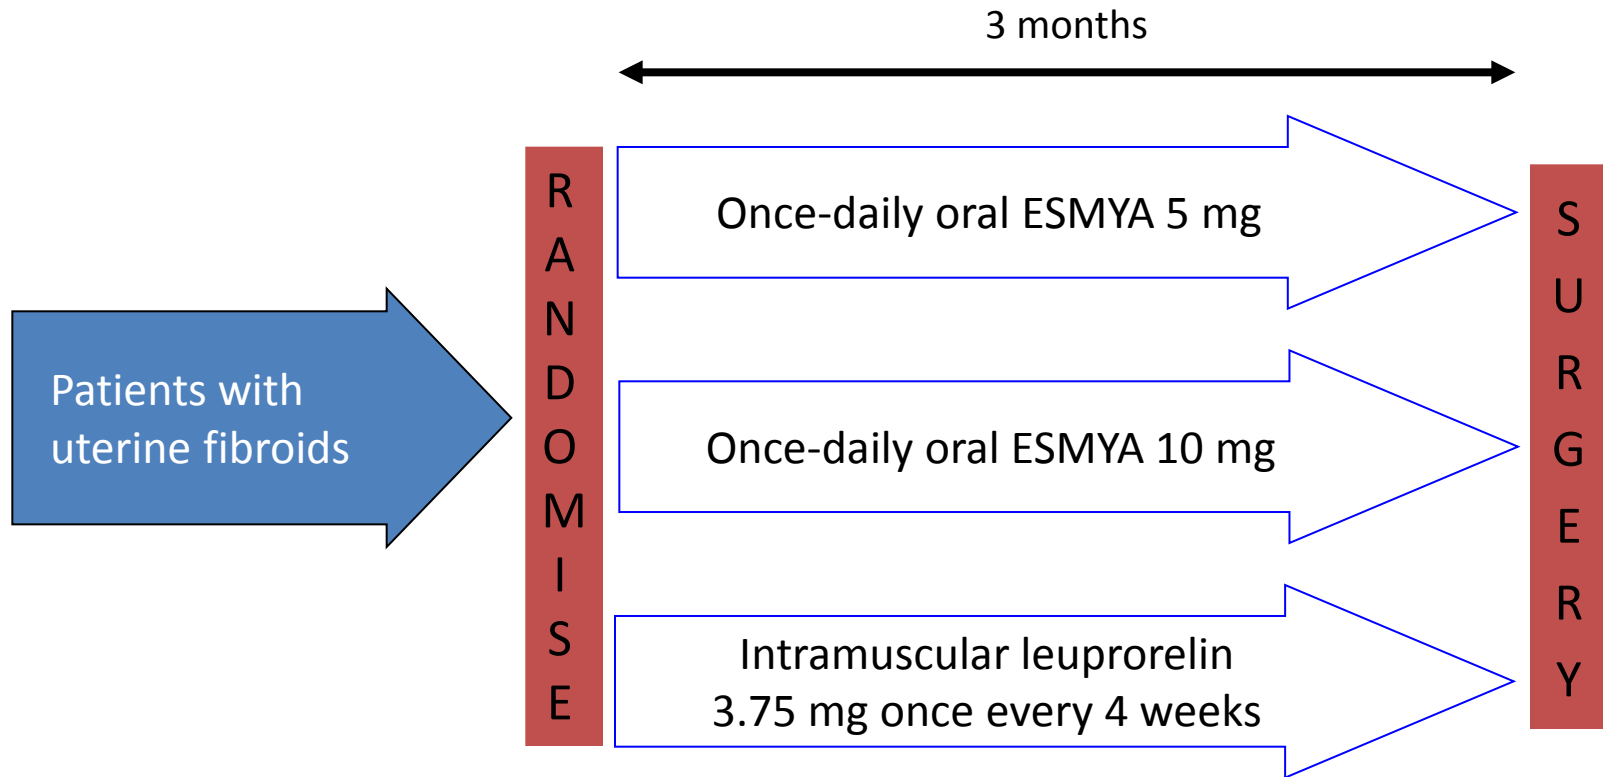 3 months
Patients with
uterine fibroids
RANDOMISE
Once-daily oral ESMYA 5 mg
Once-daily oral ESMYA 10 mg
Intramuscular leuprorelin
3.75 mg once every 4 weeks
SURGERY